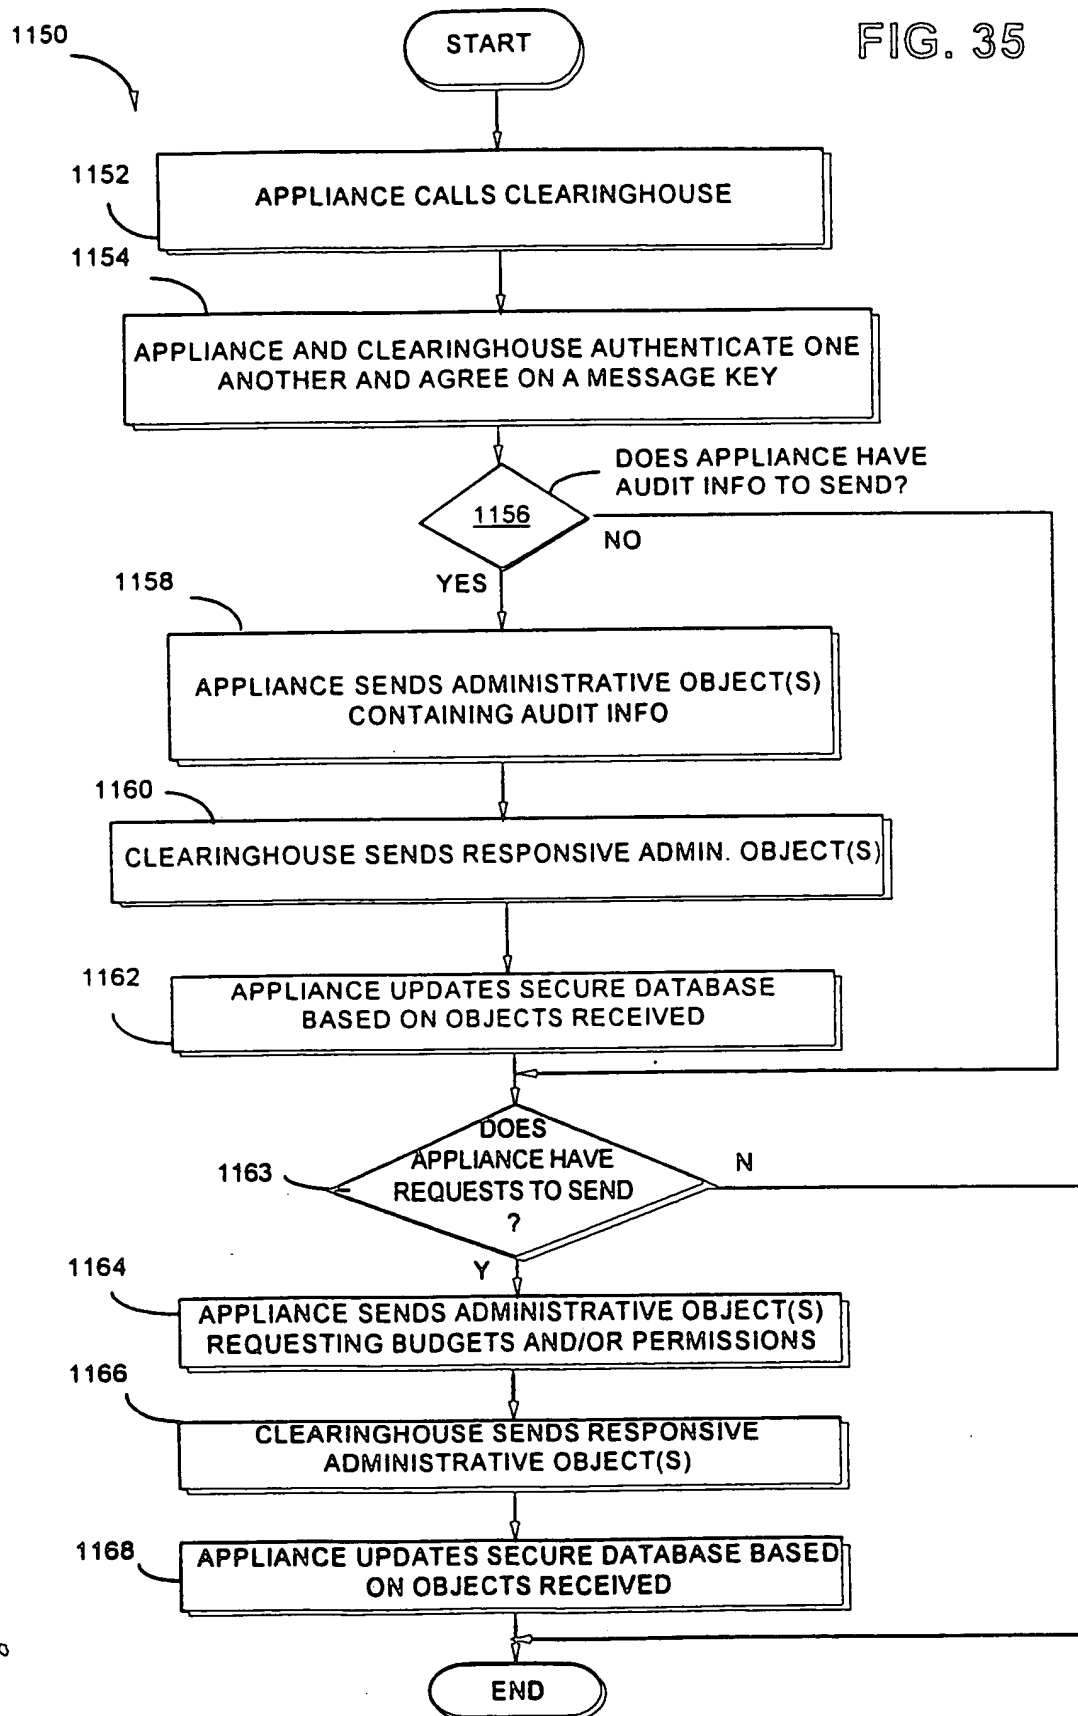 1150
START
FIG. 35
1152
APPLIANCE CALLS CLEARINGHOUSE
1154
APPLIANCE AND CLEARINGHOUSE AUTHENTICATE ONE
ANOTHER AND AGREE ON A MESSAGE KEY
DOES APPLIANCE HAVE
AUDIT INFO TO SEND?
1156
NO
YES
1158
APPLIANCE SENDS ADMINISTRATIVE OBJECT(S)
CONTAINING AUDIT INFO
1160
CLEARINGHOUSE SENDS RESPONSIVE ADMIN. OBJECT(S)
1162
APPLIANCE UPDATES SECURE DATABASE
BASED ON OBJECTS RECEIVED
DOES
APPLIANCE HAVE
REQUESTS TO SEND
?
1163
N
Y
1164
APPLIANCE SENDS ADMINISTRATIVE OBJECT(S)
REQUESTING BUDGETS AND/OR PERMISSIONS
1166
CLEARINGHOUSE SENDS RESPONSIVE
ADMINISTRATIVE OBJECT(S)
1168
APPLIANCE UPDATES SECURE DATABASE BASED
ON OBJECTS RECEIVED
END